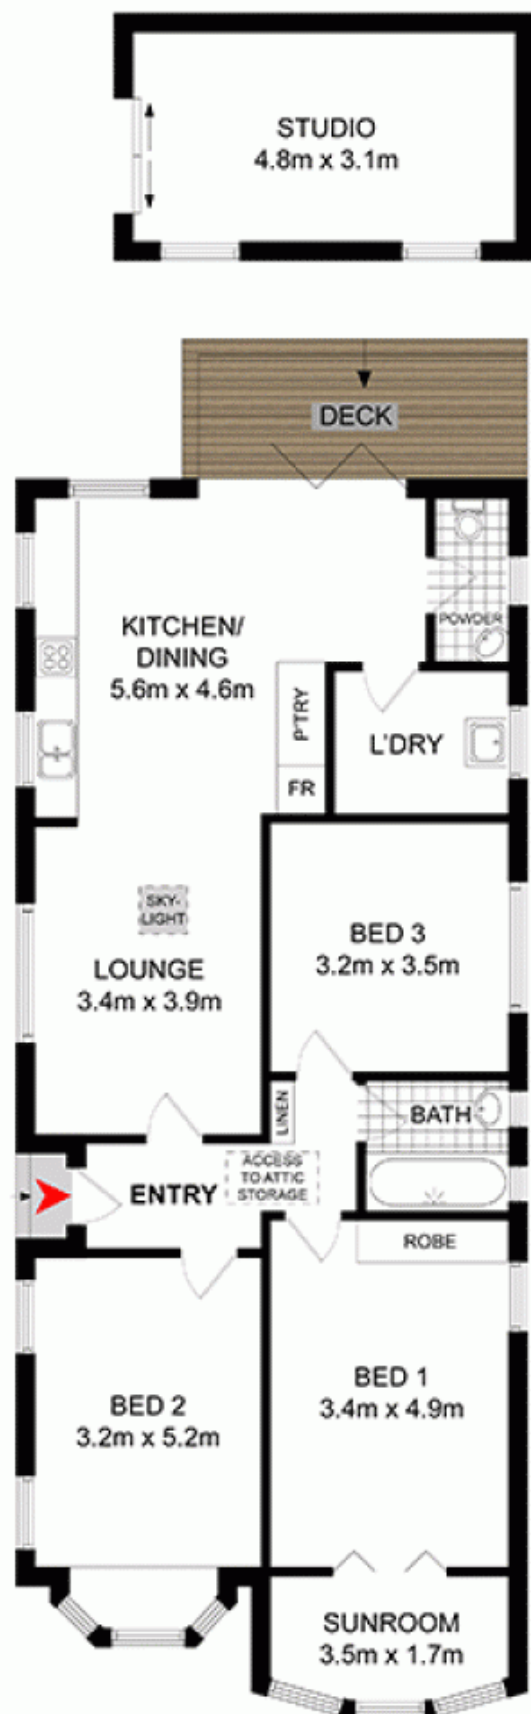 STUDIO
4.8m x 3.1m
DECK
POWDER
KITCHEN/
DINING
5.6m x 4.6m
P'TRY
L'DRY
FR
SKY-
LIGHT
BED 3
3.2m x 3.5m
LOUNGE
3.4m x 3.9m
LINEN
BATH
ACCESS
TO ATTIC
STORAGE
ENTRY
ROBE
BED 1
3.4m x 4.9m
BED 2
3.2m x 5.2m
SUNROOM
3.5m x 1.7m